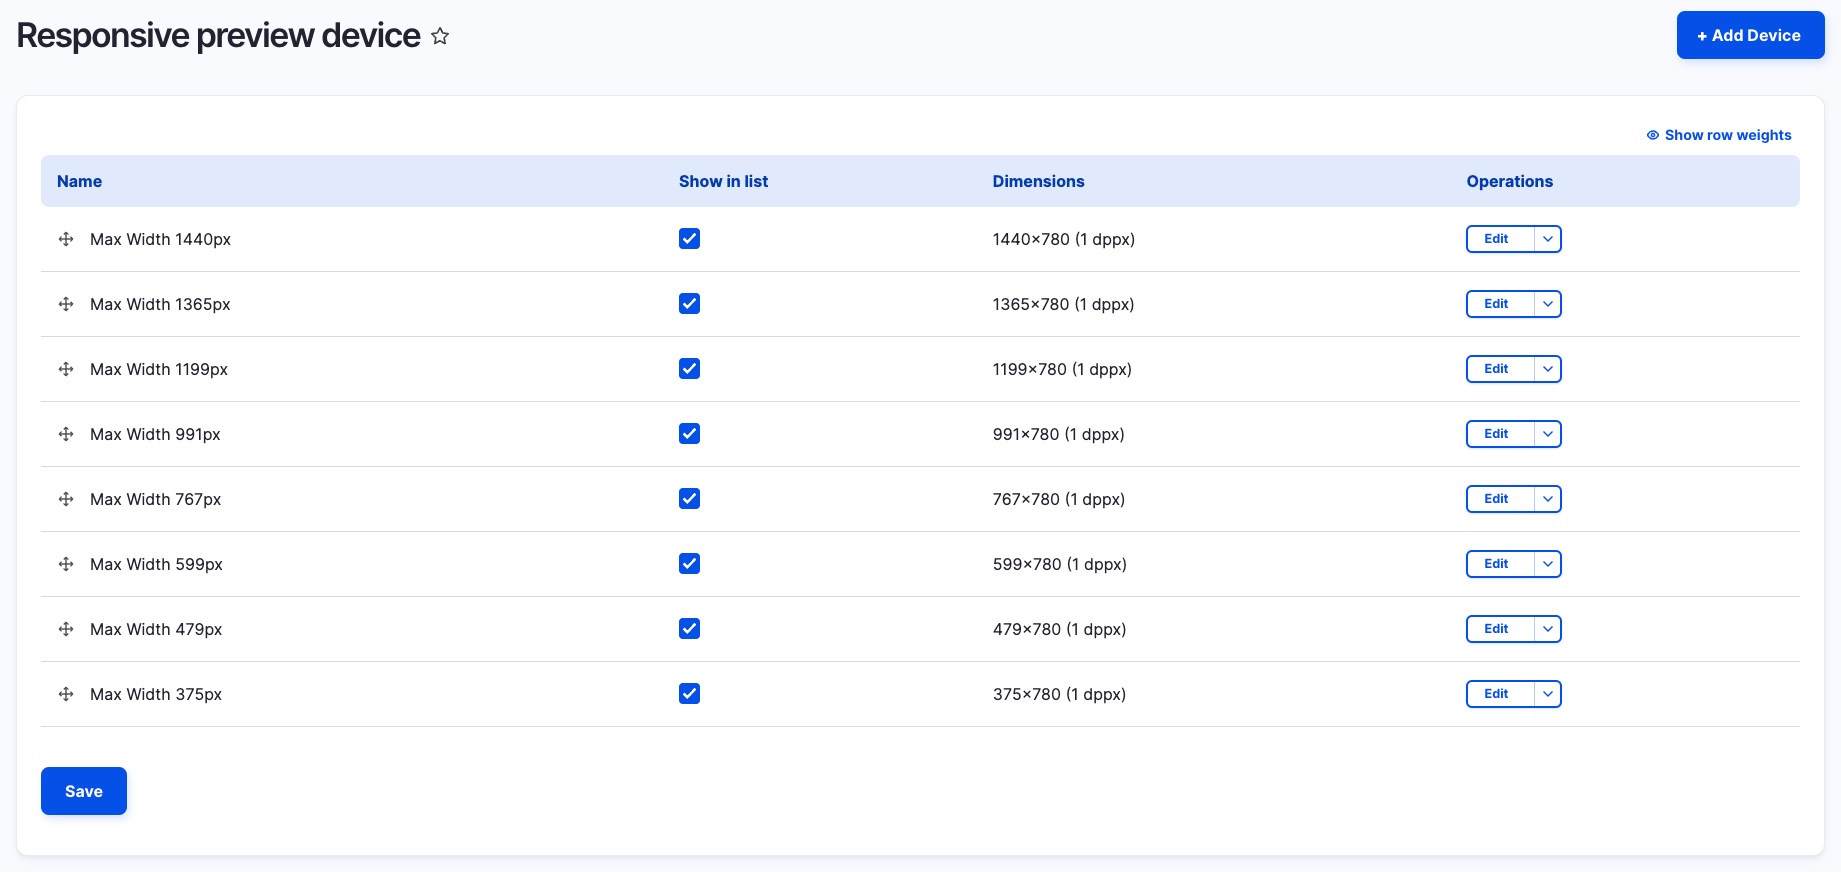 Responsive preview device
+ Add Device
Show row weights
Name Show in list Dimensions Operations
Max Width 1440px 1440×780 (1 dppx) Edit
Max Width 1365px 1365×780 (1 dppx) Edit
Max Width 1199px 1199×780 (1 dppx) Edit
Max Width 991px 991×780 (1 dppx) Edit
Max Width 767px 767×780 (1 dppx) Edit
Max Width 599px 599×780 (1 dppx) Edit
Max Width 479px 479×780 (1 dppx) Edit
Max Width 375px 375×780 (1 dppx) Edit
Save